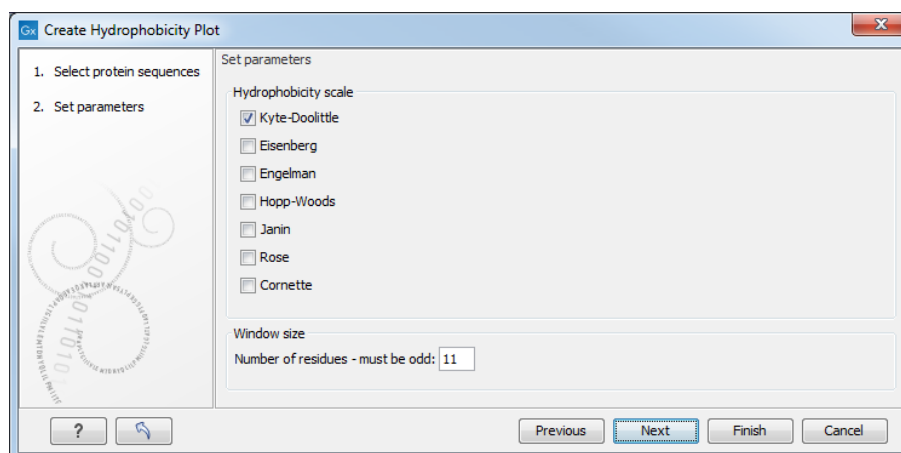 Gx Create Hydrophobicity Plot
1. Select protein sequences
2. Set parameters
Set parameters
Hydrophobicity scale
Kyte-Doolittle
Eisenberg
Engelman
Hopp-Woods
Janin
Rose
Cornette
Window size
Number of residues - must be odd: 11
? Previous Next Finish Cancel